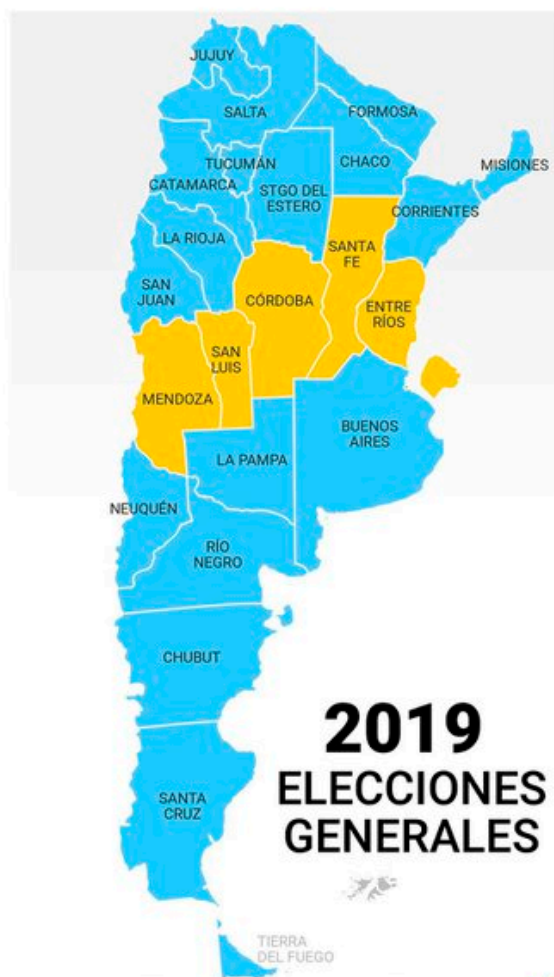 JUJUY
SALTA
FORMOSA
TUCUMÁN
CHACO
MISIONES
CATAMARCA
STGO DEL
ESTERO
CORRIENTES
LA RIOJA
SANTA
FE
SAN
JUAN
CÓRDOBA
ENTRE
RÍOS
SAN
LUIS
MENDOZA
BUENOS
AIRES
LA PAMPA
NEUQUÉN
RÍO
NEGRO
CHUBUT
2019
ELECCIONES
GENERALES
SANTA
CRUZ
TIERRA
DEL FUEGO